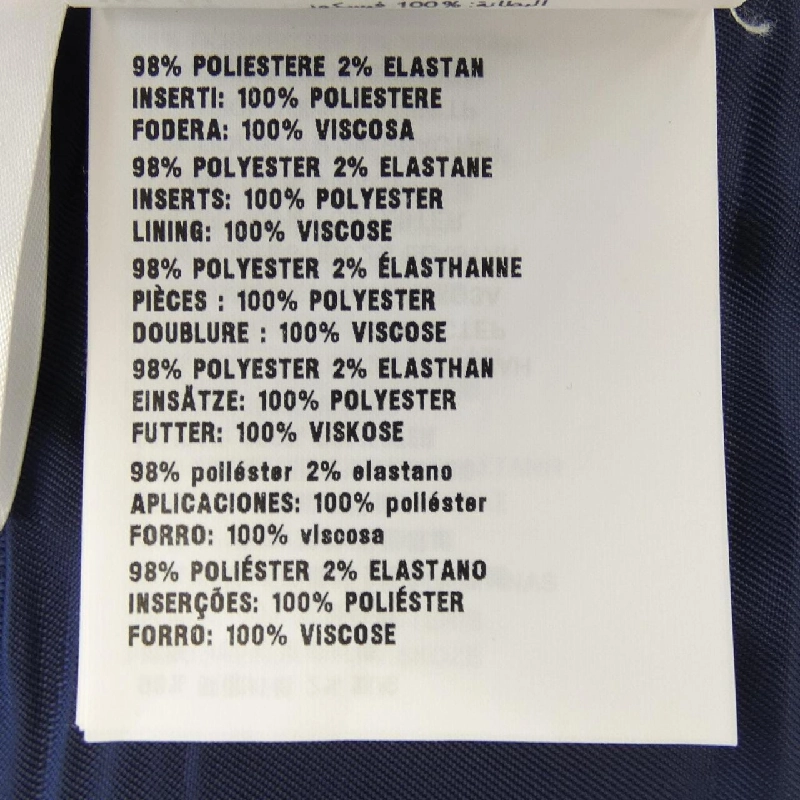 البطانة: 100% فيسكوز
98% POLIESTERE 2% ELASTAN
INSERTI: 100% POLIESTERE
FODERA: 100% VISCOSA
98% POLYESTER 2% ELASTANE
INSERTS: 100% POLYESTER
LINING: 100% VISCOSE
98% POLYESTER 2% ÉLASTHANNE
PIÈCES : 100% POLYESTER
DOUBLURE : 100% VISCOSE
98% POLYESTER 2% ELASTHAN
EINSÄTZE: 100% POLYESTER
FUTTER: 100% VISKOSE
98% poliéster 2% elastano
APLICACIONES: 100% poliéster
FORRO: 100% viscosa
98% POLIÉSTER 2% ELASTANO
INSERÇÕES: 100% POLIÉSTER
FORRO: 100% VISCOSE